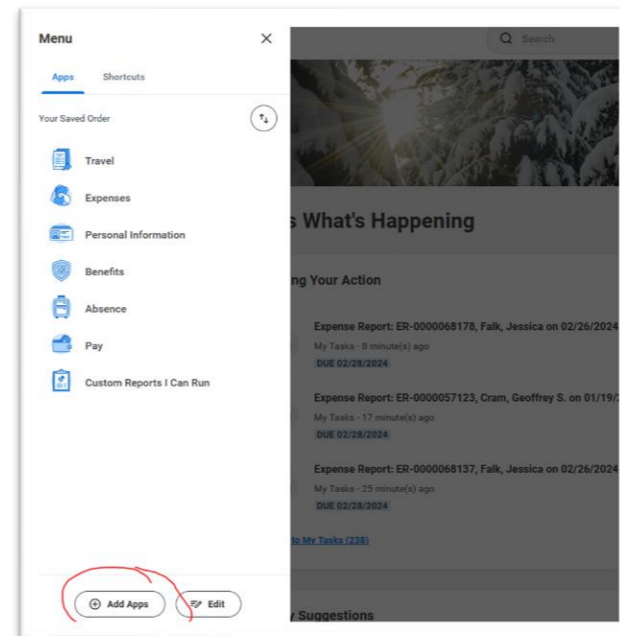 Menu
Apps Shortcuts
Your Saved Order
Travel
Expenses
Personal Information
Benefits
Absence
Pay
Custom Reports I Can Run
Add Apps
Edit
Search
s What's Happening
ng Your Action
Expense Report: ER-0000068178, Falk, Jessica on 02/26/2024
My Tasks - 8 minute(s) ago
DUE 02/28/2024
Expense Report: ER-0000057123, Cram, Geoffrey S. on 01/19/
My Tasks - 17 minute(s) ago
DUE 02/28/2024
Expense Report: ER-0000068137, Falk, Jessica on 02/26/2024
My Tasks - 25 minute(s) ago
DUE 02/28/2024
to My Tasks (238)
y Suggestions